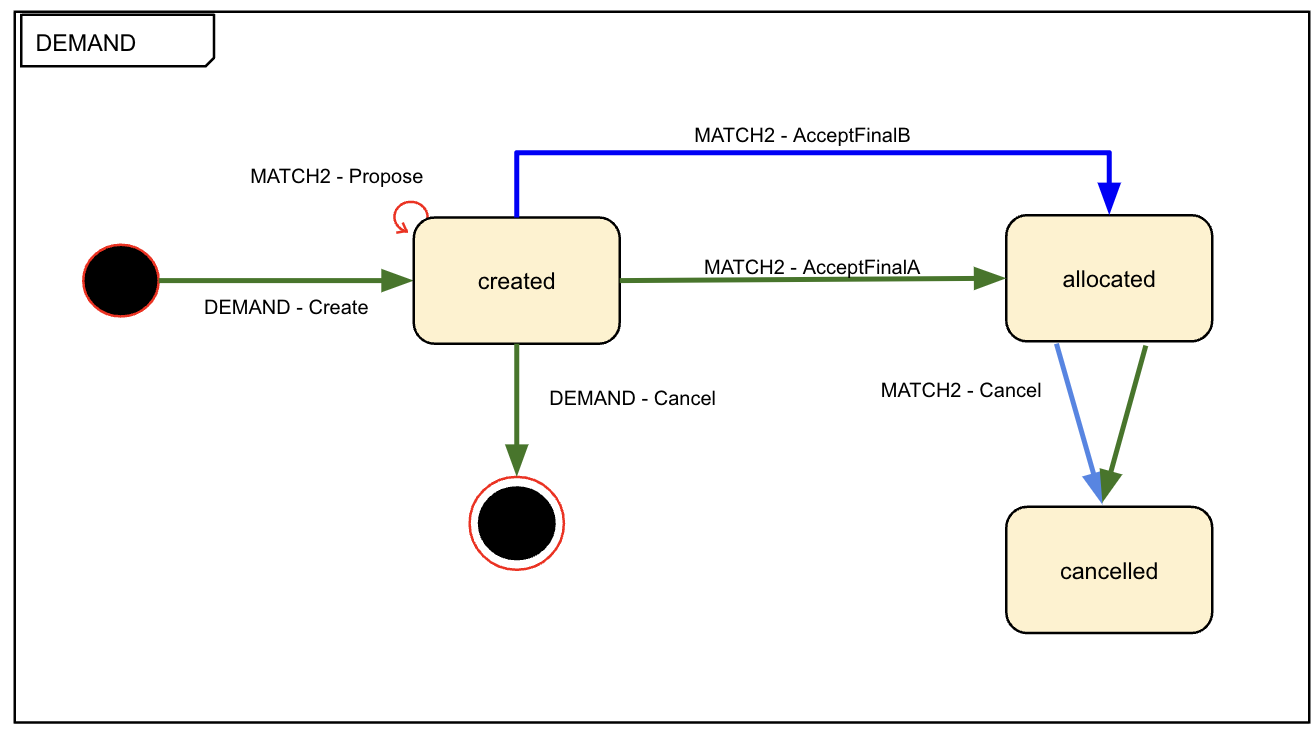 DEMAND
MATCH2 - AcceptFinalB
MATCH2 - Propose
created
MATCH2 - AcceptFinalA
allocated
DEMAND - Create
DEMAND - Cancel
MATCH2 - Cancel
cancelled